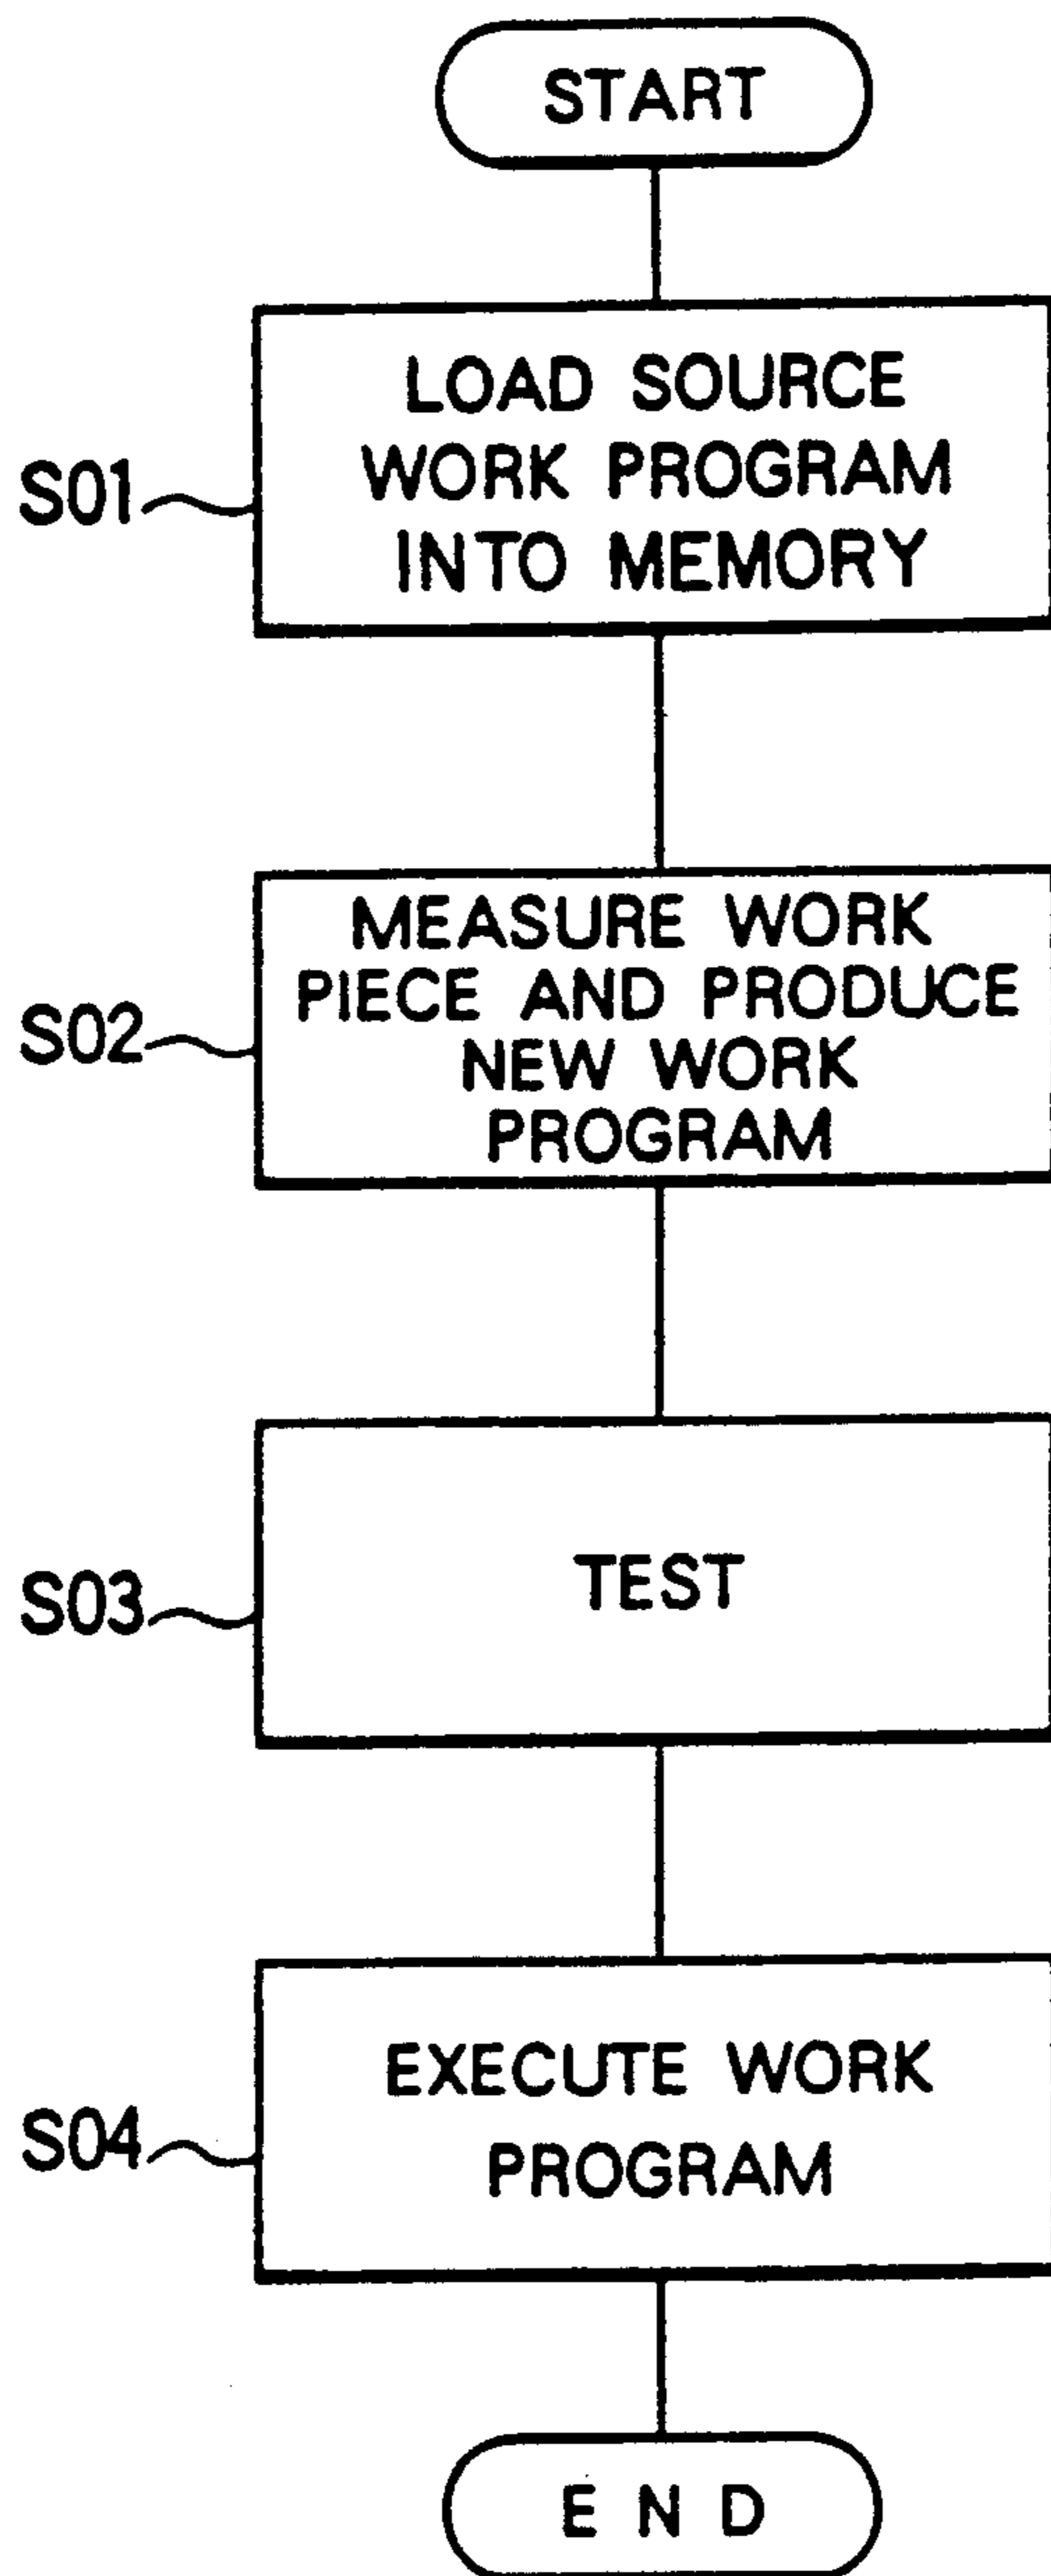 START
LOAD SOURCE
WORK PROGRAM
INTO MEMORY
S01
MEASURE WORK
PIECE AND PRODUCE
NEW WORK
PROGRAM
S02
TEST
S03
EXECUTE WORK
PROGRAM
S04
END